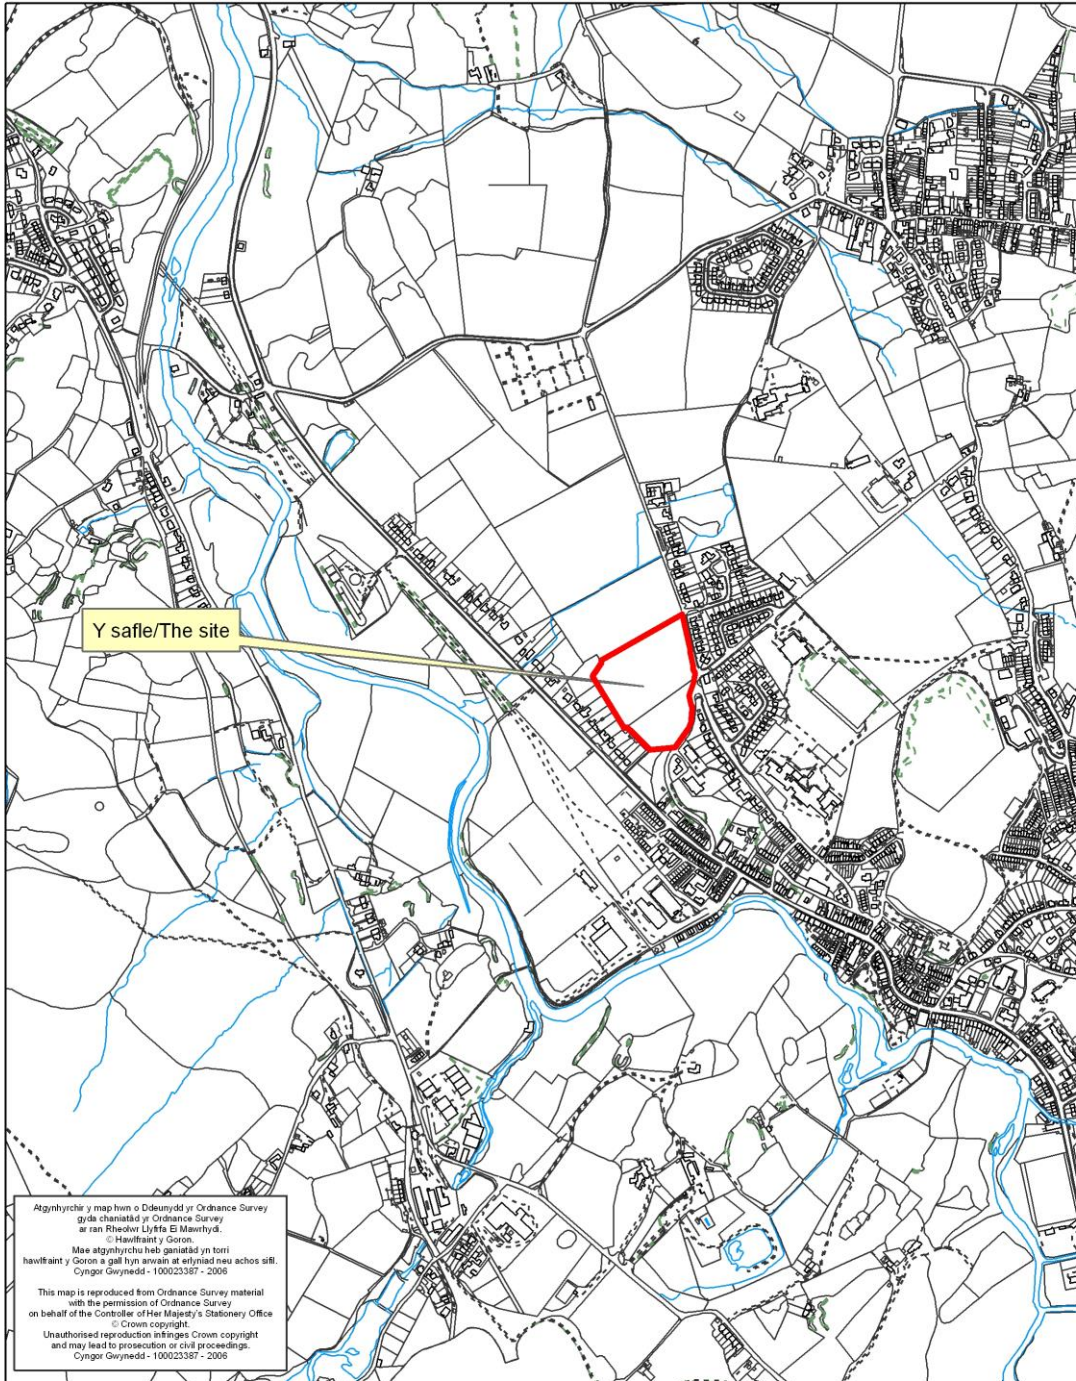 Y safle/The site
Atgynhyrchir y map hwn o Ddeunydd yr Ordnance Survey
gyda chaniatâd yr Ordnance Survey
ar ran Rheolwr Llyfrfa Ei Mawrhydi.
© Hawlfraint y Goron.
Mae atgynhyrchu heb ganiatâd yn torri
hawlfraint y Goron a gall hyn arwain at erlyniad neu achos sifil.
Cyngor Gwynedd - 100023387 - 2006
This map is reproduced from Ordnance Survey material
with the permission of Ordnance Survey
on behalf of the Controller of Her Majesty's Stationery Office
© Crown copyright.
Unauthorised reproduction infringes Crown copyright
and may lead to prosecution or civil proceedings.
Cyngor Gwynedd - 100023387 - 2006